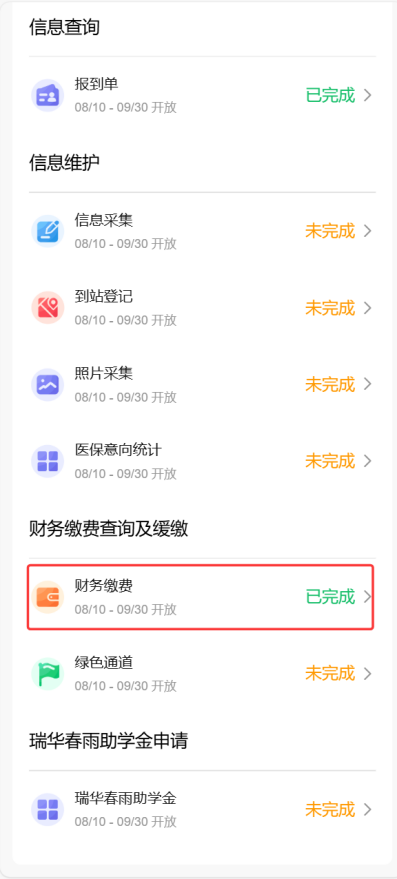 信息查询
报到单
已完成
08/10 - 09/30 开放
信息维护
信息采集
未完成
08/10 - 09/30 开放
到站登记
未完成
08/10 - 09/30 开放
照片采集
未完成
08/10 - 09/30 开放
医保意向统计
未完成
08/10 - 09/30 开放
财务缴费查询及缓缴
财务缴费
已完成
08/10 - 09/30 开放
绿色通道
未完成
08/10 - 09/30 开放
瑞华春雨助学金申请
瑞华春雨助学金
未完成
08/10 - 09/30 开放